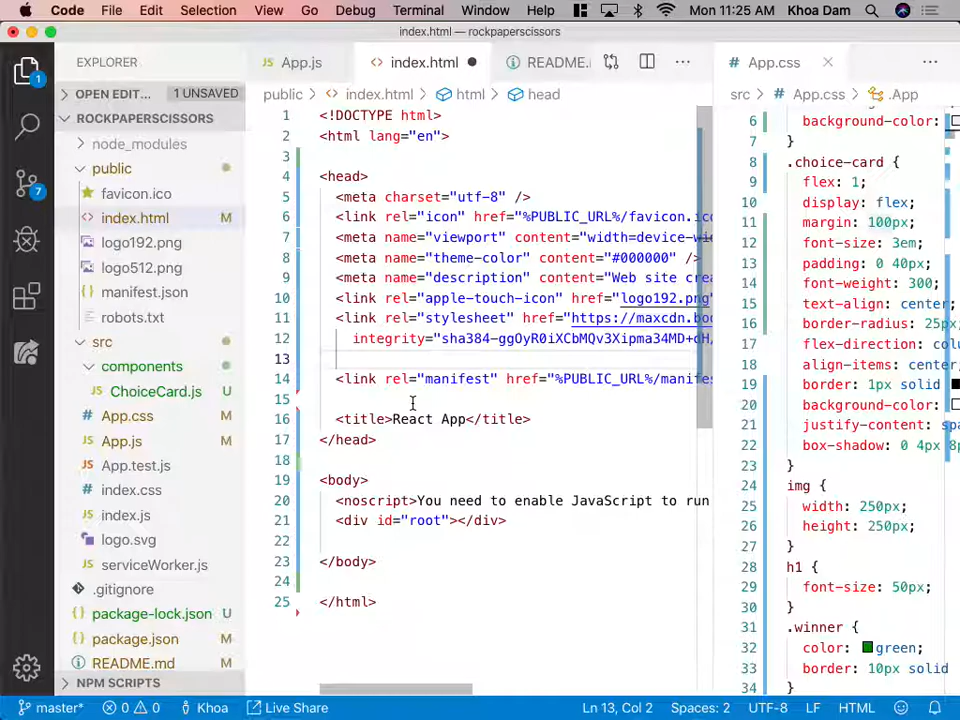 Code File Edit Selection View Go Debug Terminal Window Help Mon 11:25 AM Khoa Dam
index.html — rockpaperscissors
EXPLORER
OPEN EDIT... 1 UNSAVED
ROCKPAPERSCISSORS
node_modules
public
favicon.ico
index.html M
logo192.png
logo512.png
manifest.json
robots.txt
src
components
ChoiceCard.js U
App.css M
App.js M
App.test.js
index.css
index.js
logo.svg
serviceWorker.js
.gitignore
package-lock.json U
package.json M
README.md M
NPM SCRIPTS
1
7
App.js index.html README.
public > index.html > html > head
1 <!DOCTYPE html>
2 <html lang="en">
3
4 <head>
5 <meta charset="utf-8" />
6 <link rel="icon" href="%PUBLIC_URL%/favicon.ico
7 <meta name="viewport" content="width=device-wi
8 <meta name="theme-color" content="#000000" />
9 <meta name="description" content="Web site crea
10 <link rel="apple-touch-icon" href="logo192.png"
11 <link rel="stylesheet" href="https://maxcdn.boo
12 integrity="sha384-ggOyR0iXCbMQv3Xipma34MD+dH/
13
14 <link rel="manifest" href="%PUBLIC_URL%/manifes
15
16 <title>React App</title>
17 </head>
18
19 <body>
20 <noscript>You need to enable JavaScript to run
21 <div id="root"></div>
22
23 </body>
24
25 </html>
App.css
src > App.css > .App
6 background-color:
7 }
8 .choice-card {
9 flex: 1;
10 display: flex;
11 margin: 100px;
12 font-size: 3em;
13 padding: 0 40px;
14 font-weight: 300;
15 text-align: center;
16 border-radius: 25px;
17 flex-direction: colu
18 align-items: center;
19 border: 1px solid
20 background-color:
21 justify-content: spa
22 box-shadow: 0 4px 8p
23 }
24 img {
25 width: 250px;
26 height: 250px;
27 }
28 h1 {
29 font-size: 50px;
30 }
31 .winner {
32 color: green;
33 border: 10px solid
34 }
master* 0 0 Khoa Live Share Ln 13, Col 2 Spaces: 2 UTF-8 LF HTML